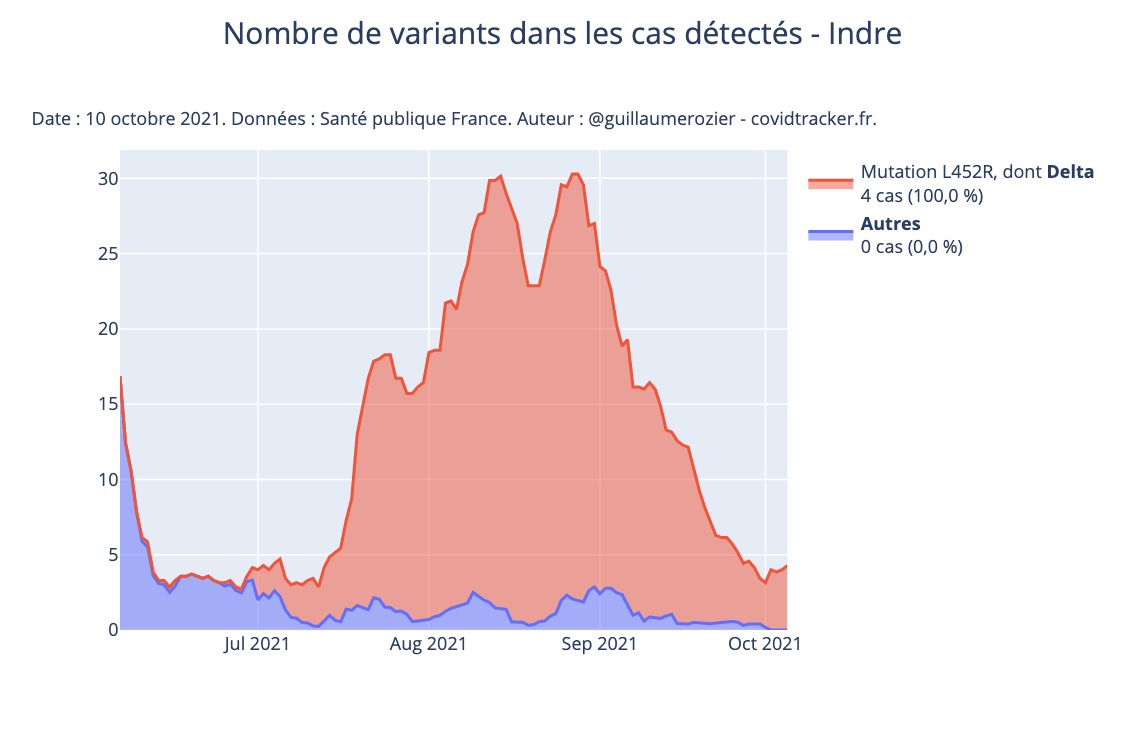 Nombre de variants dans les cas détectés - Indre
Date : 10 octobre 2021. Données : Santé publique France. Auteur : @guillaumerozier - covidtracker.fr.
30
25
20
15
10
5
0
Jul 2021
Aug 2021
Sep 2021
Oct 2021
Mutation L452R, dont Delta
4 cas (100,0 %)
Autres
0 cas (0,0 %)